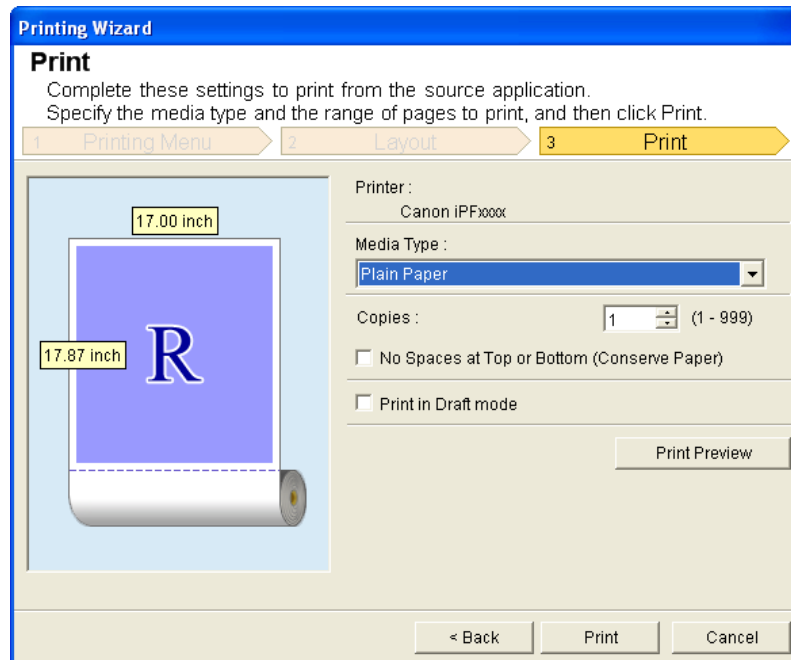 Printing Wizard
Print
Complete these settings to print from the source application.
Specify the media type and the range of pages to print, and then click Print.
1 Printing Menu 2 Layout 3 Print
Printer :
Canon iPFxxxx
17.00 inch
Media Type :
Plain Paper
Copies : 1 (1 - 999)
17.87 inch
R
No Spaces at Top or Bottom (Conserve Paper)
Print in Draft mode
Print Preview
< Back Print Cancel